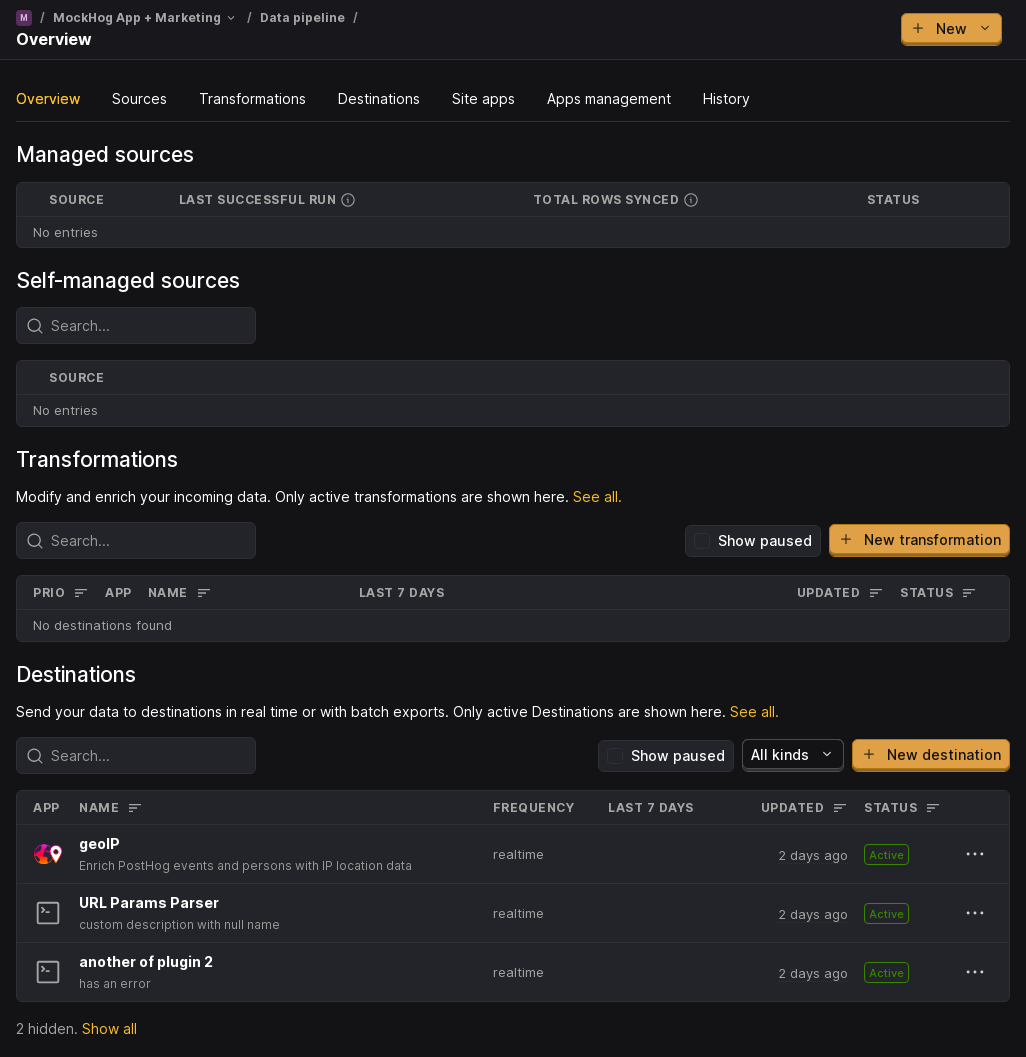 M / MockHog App + Marketing / Data pipeline /
Overview
New
Overview Sources Transformations Destinations Site apps Apps management History
Managed sources
SOURCE LAST SUCCESSFUL RUN TOTAL ROWS SYNCED STATUS
No entries
Self-managed sources
Search...
SOURCE
No entries
Transformations
Modify and enrich your incoming data. Only active transformations are shown here. See all.
Search... Show paused New transformation
PRIO APP NAME LAST 7 DAYS UPDATED STATUS
No destinations found
Destinations
Send your data to destinations in real time or with batch exports. Only active Destinations are shown here. See all.
Search... Show paused All kinds New destination
APP NAME FREQUENCY LAST 7 DAYS UPDATED STATUS
geoIP
Enrich PostHog events and persons with IP location data
realtime 2 days ago Active
URL Params Parser
custom description with null name
realtime 2 days ago Active
another of plugin 2
has an error
realtime 2 days ago Active
2 hidden. Show all